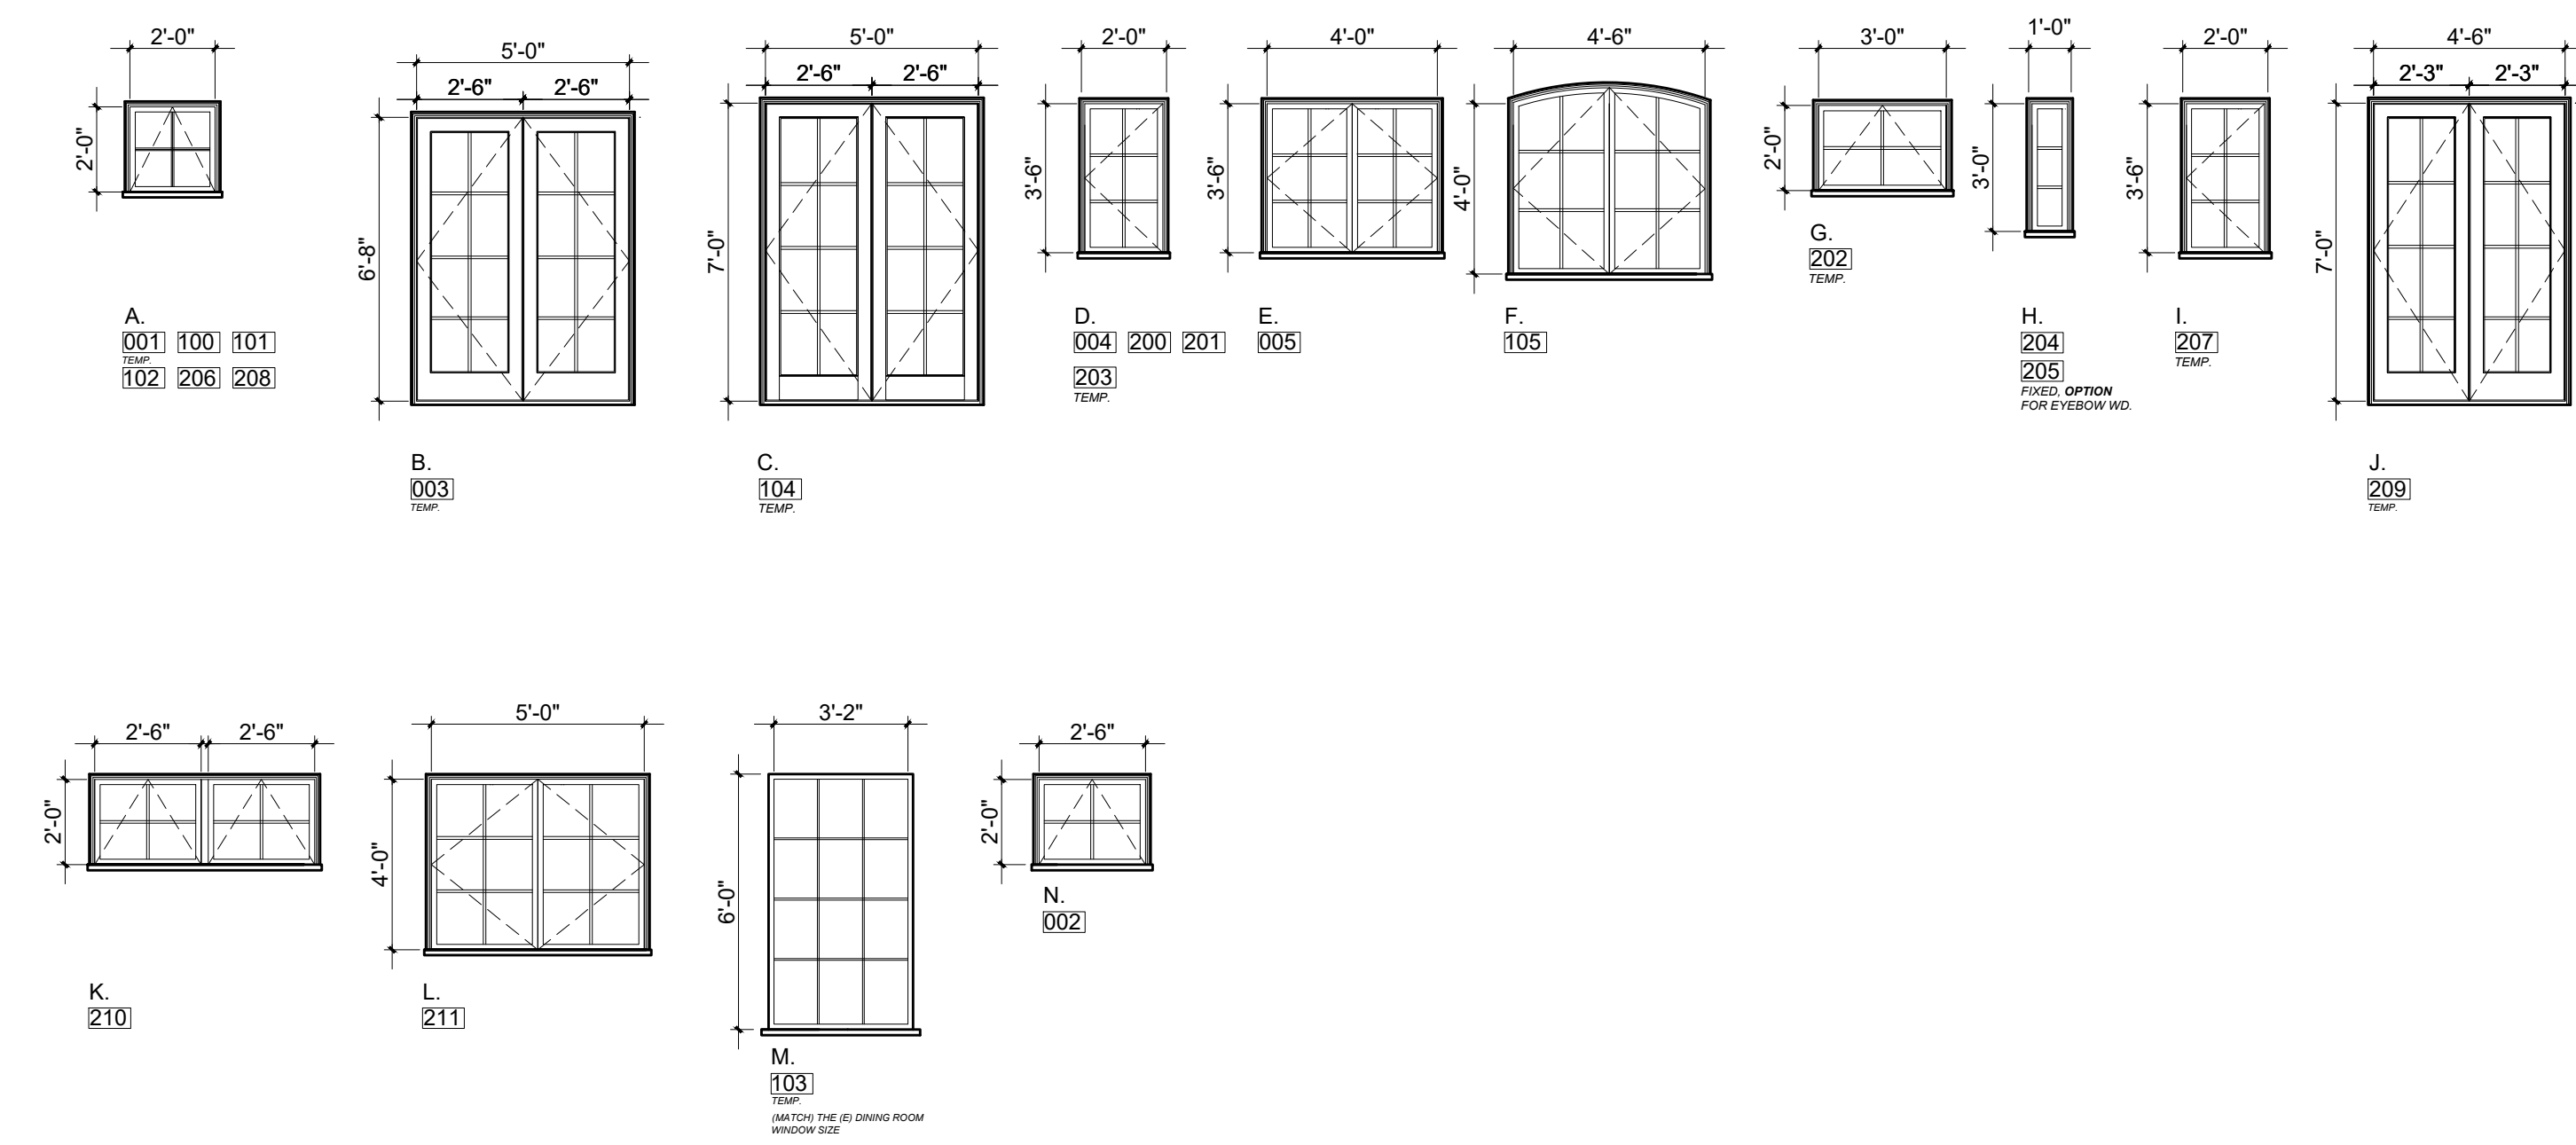 2'-0"
2'-0"
A.
001 100 101
TEMP.
102 206 208
5'-0"
2'-6" 2'-6"
6'-8"
B.
003
TEMP.
5'-0"
2'-6" 2'-6"
7'-0"
C.
104
TEMP.
2'-0"
3'-6"
D.
004 200 201
203
TEMP.
4'-0"
3'-6"
E.
005
4'-6"
4'-0"
F.
105
3'-0"
2'-0"
G.
202
TEMP.
1'-0"
3'-0"
H.
204
205
FIXED, OPTION
FOR EYEBOW WD.
2'-0"
3'-6"
I.
207
TEMP.
4'-6"
2'-3" 2'-3"
7'-0"
J.
209
TEMP.
2'-6" 2'-6"
2'-0"
K.
210
5'-0"
4'-0"
L.
211
3'-2"
6'-0"
M.
103
TEMP.
(MATCH) THE (E) DINING ROOM
WINDOW SIZE
2'-6"
2'-0"
N.
002